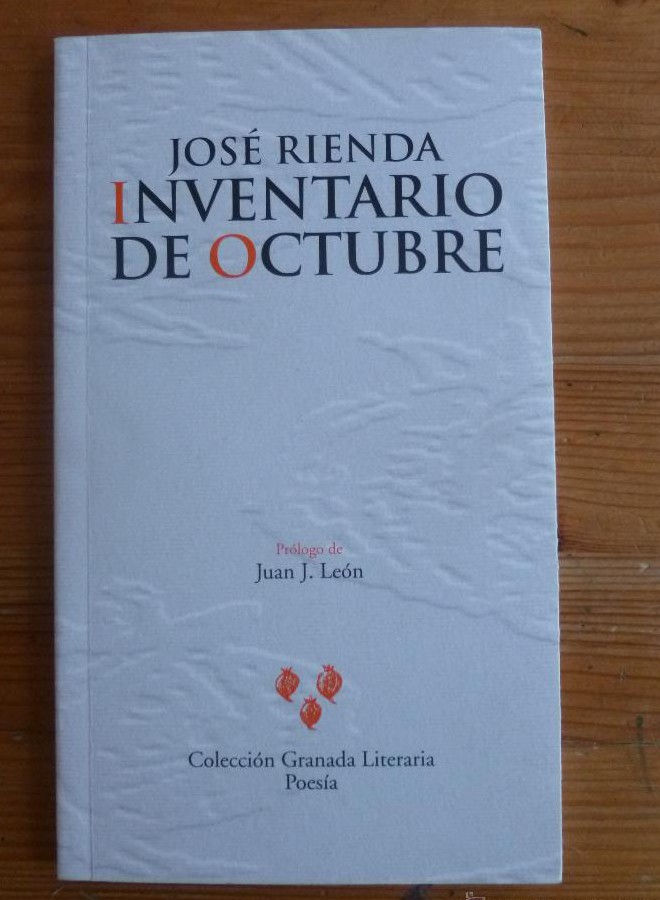 JOSÉ RIENDA
INVENTARIO
DE OCTUBRE
Prólogo de
Juan J. León
Colección Granada Literaria
Poesía